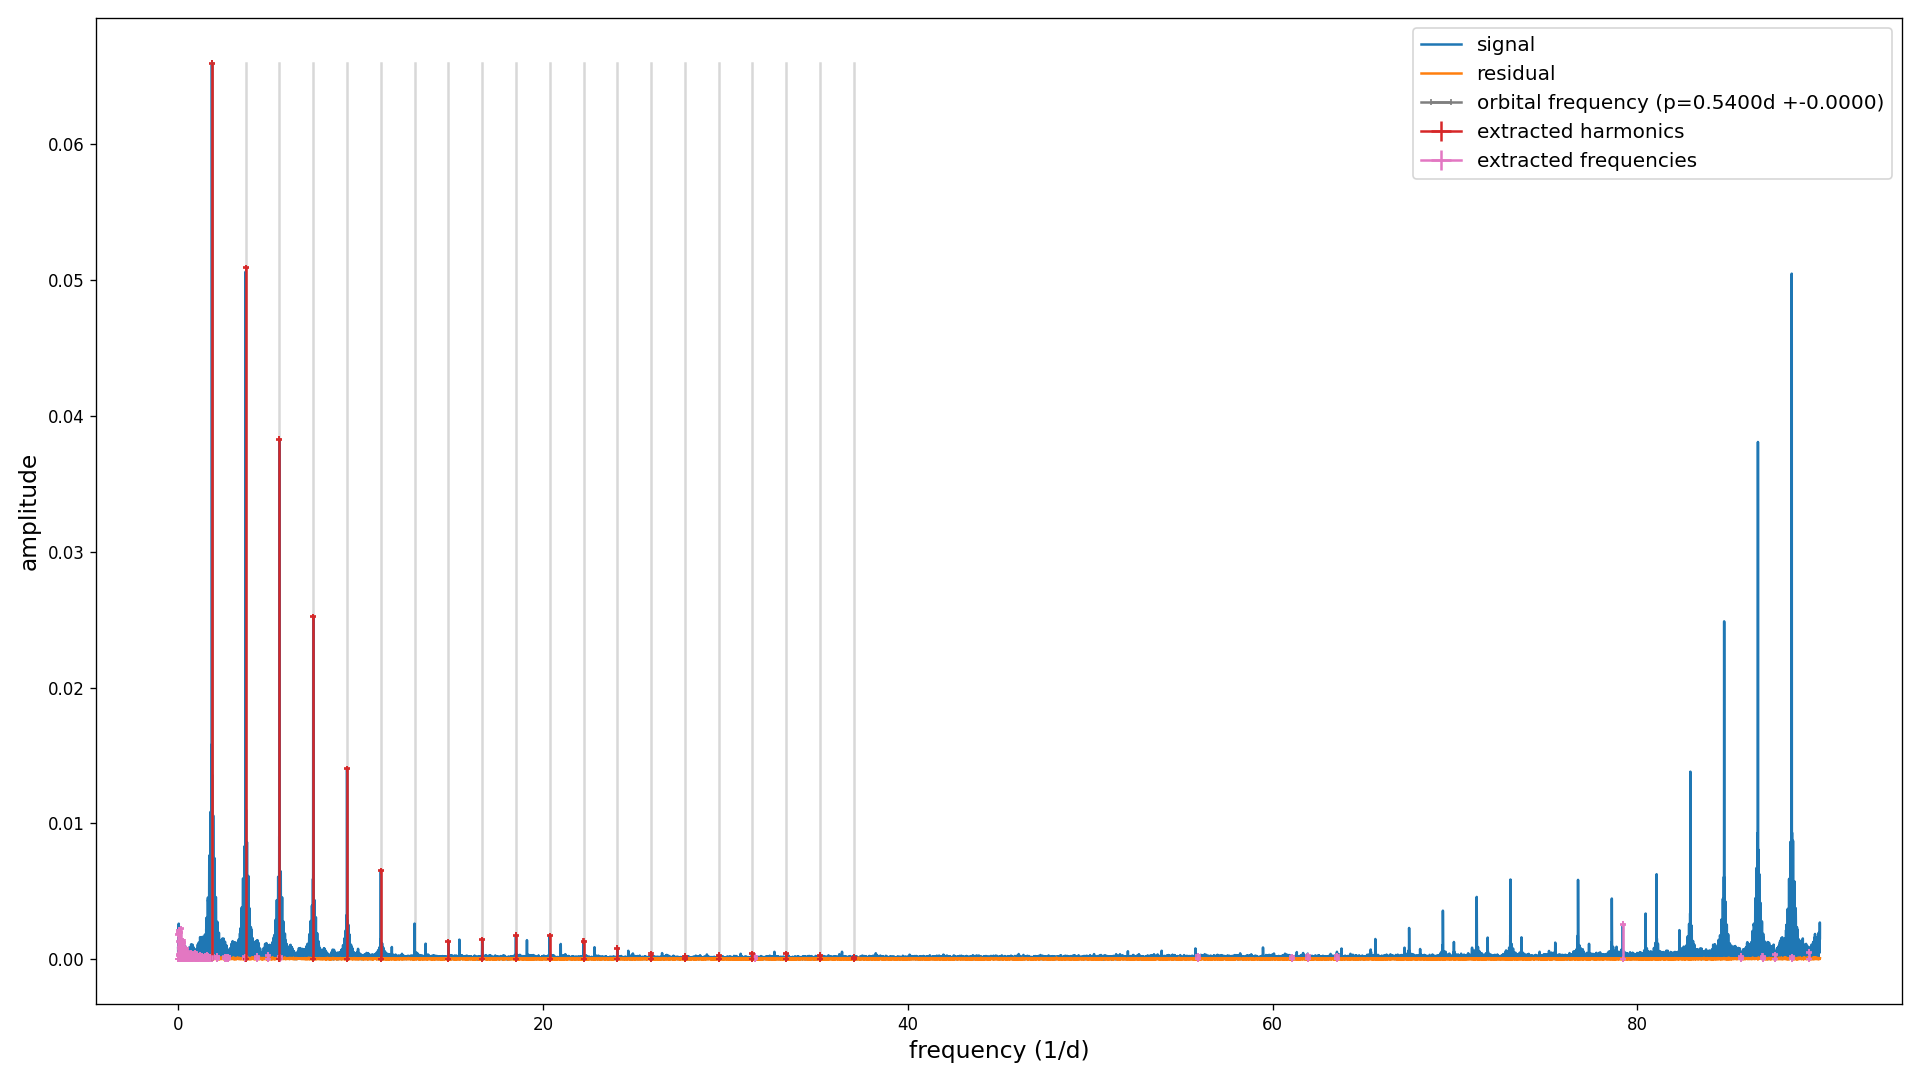 signal
residual
orbital frequency (p=0.5400d +-0.0000)
extracted harmonics
extracted frequencies
amplitude
0.06
0.05
0.04
0.03
0.02
0.01
0.00
0 20 40 60 80
frequency (1/d)